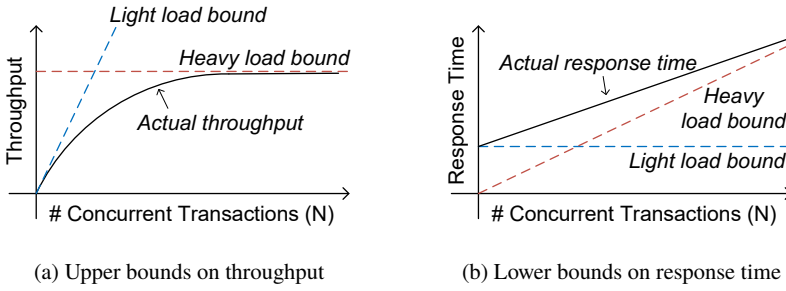 Light load bound
Heavy load bound
Throughput
Actual throughput
# Concurrent Transactions (N)
(a) Upper bounds on throughput
Response Time
Actual response time
Heavy
load bound
Light load bound
# Concurrent Transactions (N)
(b) Lower bounds on response time